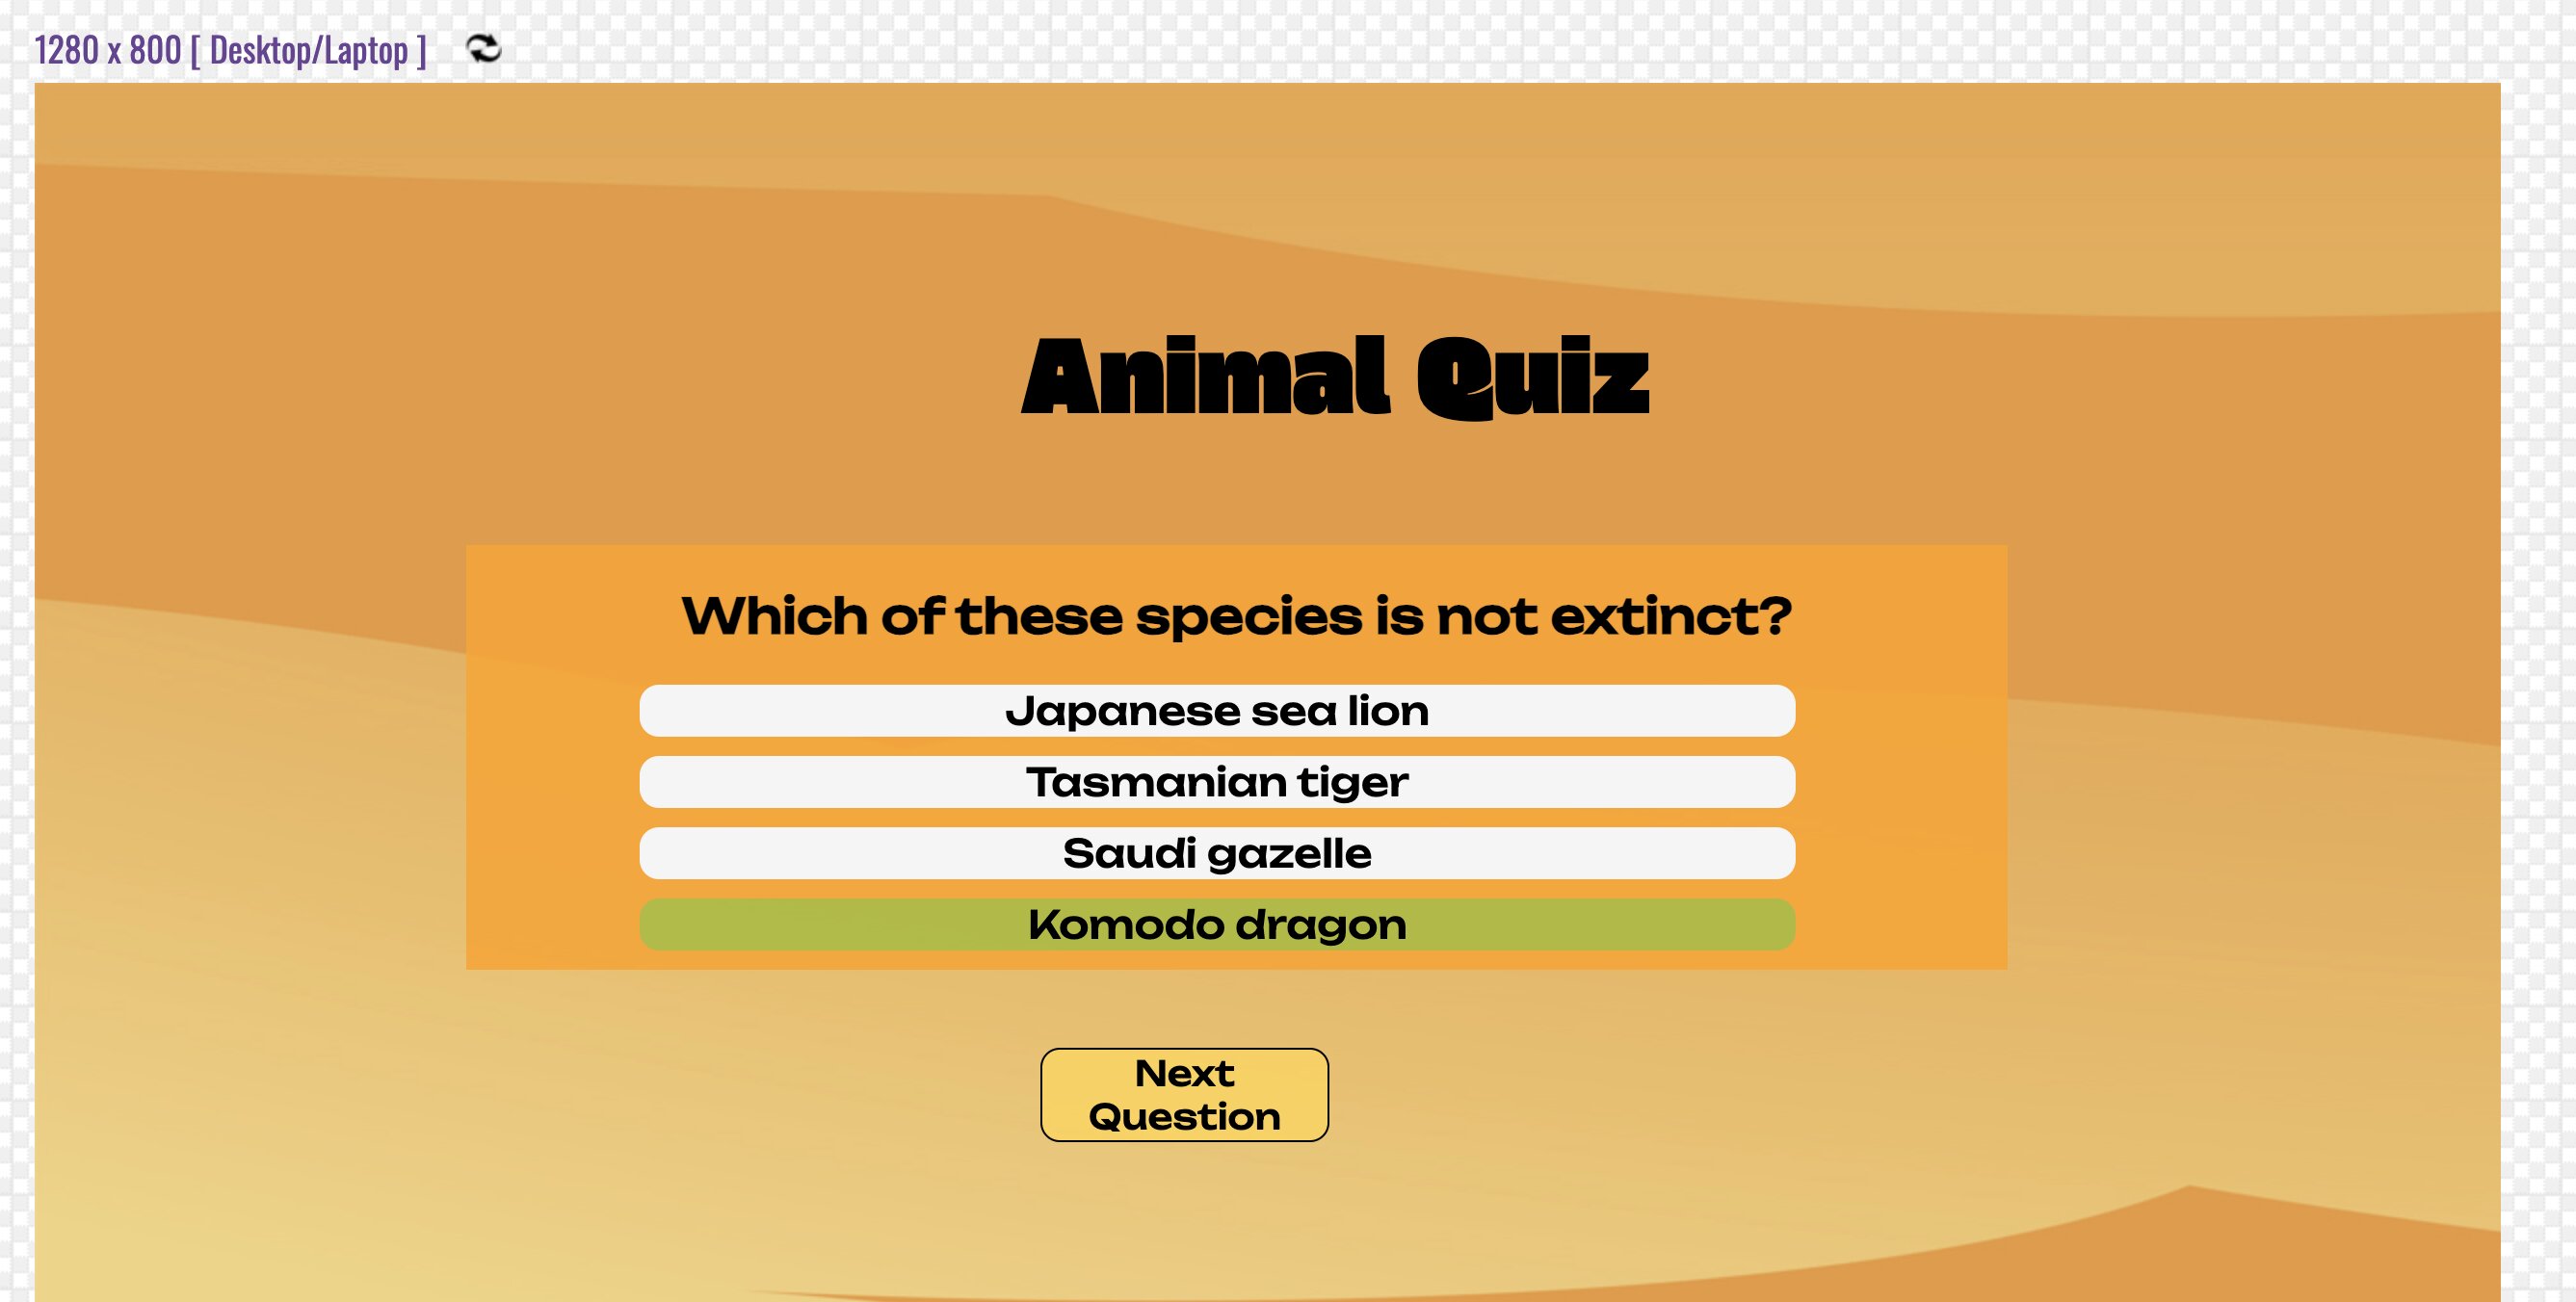 1280 x 800 [ Desktop/Laptop ]
Animal Quiz
Which of these species is not extinct?
Japanese sea lion
Tasmanian tiger
Saudi gazelle
Komodo dragon
Next
Question